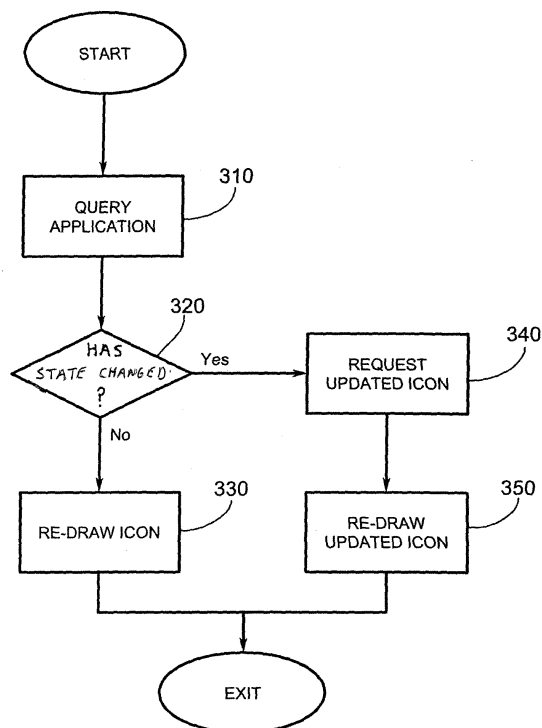 START
310
QUERY
APPLICATION
320
HAS
STATE CHANGED
?
Yes
340
REQUEST
UPDATED ICON
No
330
RE-DRAW ICON
350
RE-DRAW
UPDATED ICON
EXIT